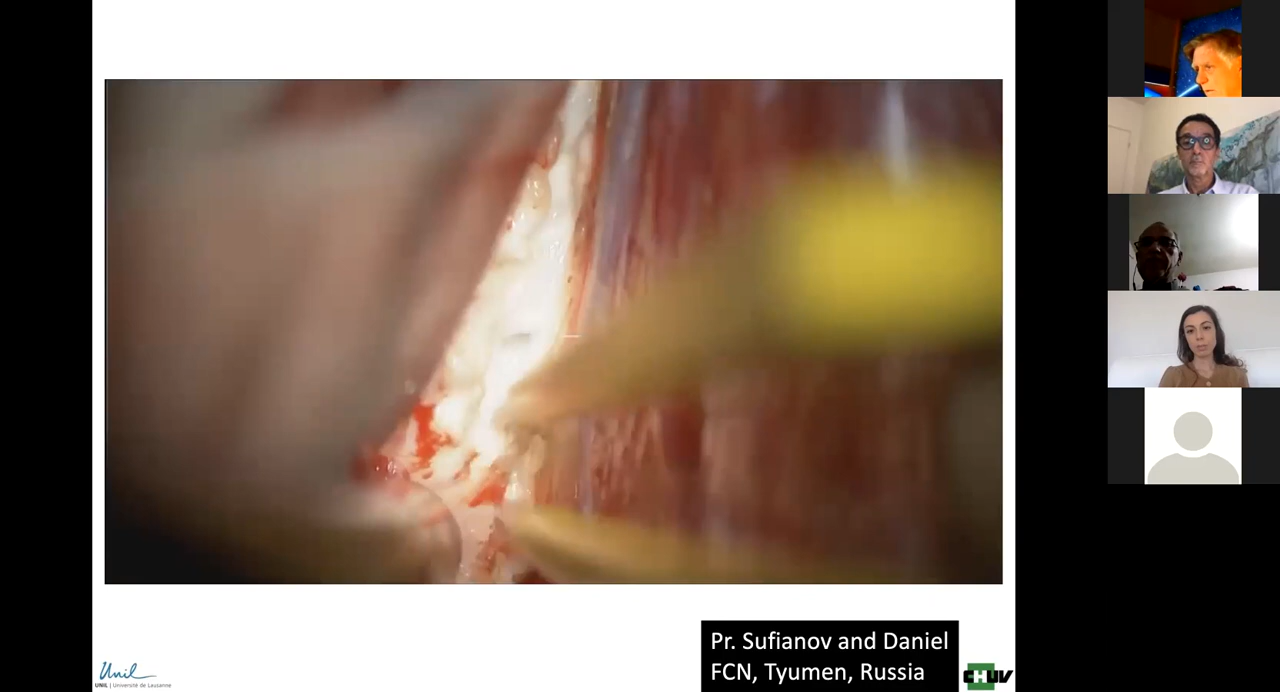 Pr. Sufianov and Daniel
FCN, Tyumen, Russia
Unil
UNIL | Université de Lausanne
CHUV